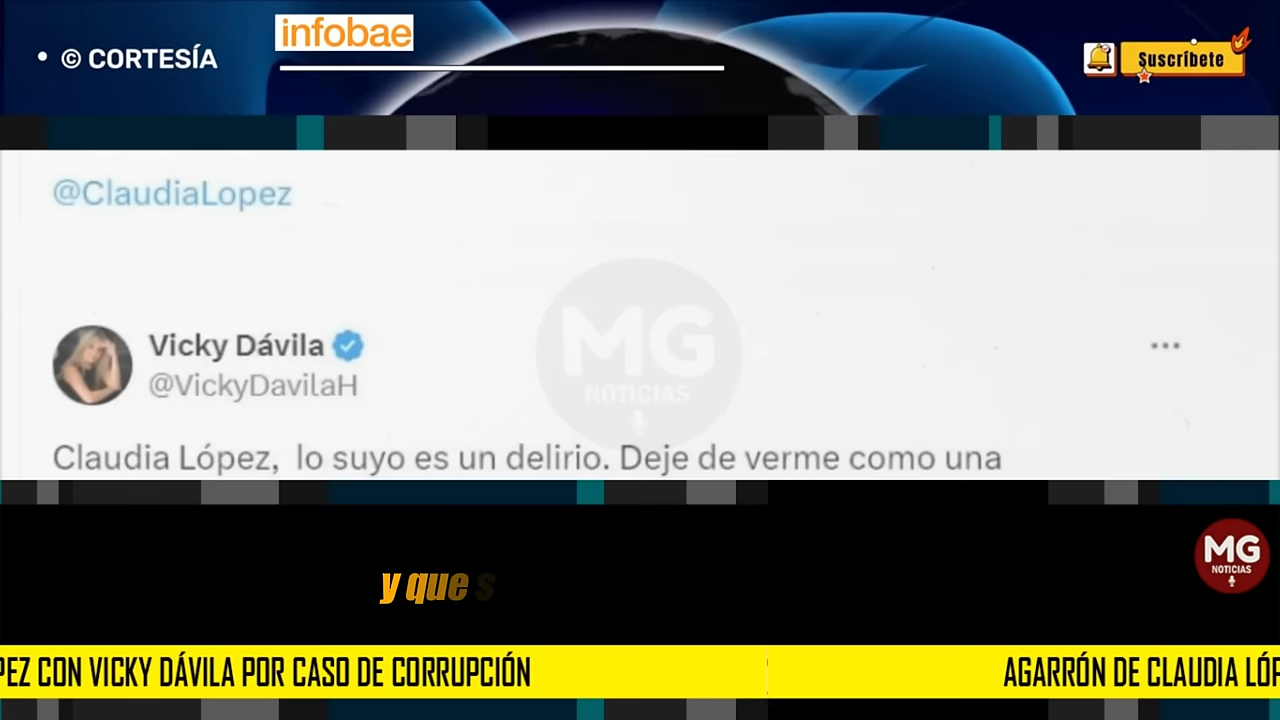 • © CORTESÍA
infobae
Suscríbete
@ClaudiaLopez
Vicky Dávila
@VickyDavilaH
MG
NOTICIAS
Claudia López, lo suyo es un delirio. Deje de verme como una
MG
NOTICIAS
y que s
PEZ CON VICKY DÁVILA POR CASO DE CORRUPCIÓN
AGARRÓN DE CLAUDIA LÓP